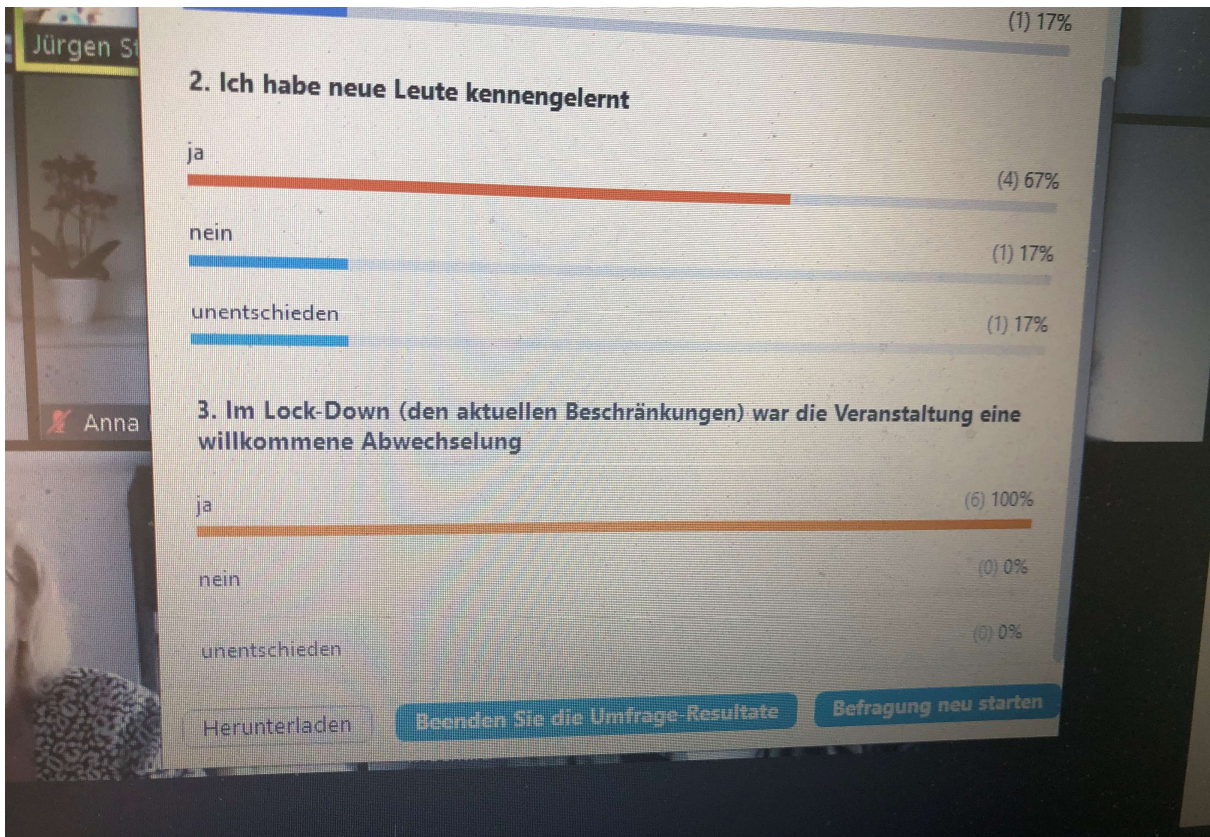 Jürgen St
(1) 17%
2. Ich habe neue Leute kennengelernt
ja
(4) 67%
nein
(1) 17%
unentschieden
(1) 17%
Anna
3. Im Lock-Down (den aktuellen Beschränkungen) war die Veranstaltung eine
willkommene Abwechselung
ja
(6) 100%
nein
(0) 0%
unentschieden
(0) 0%
Herunterladen
Beenden Sie die Umfrage-Resultate
Befragung neu starten